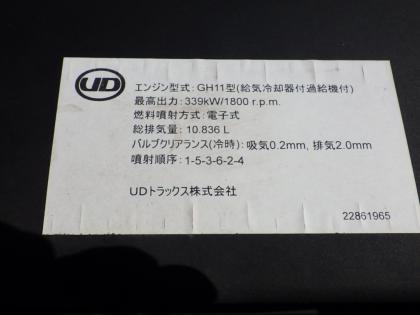 UD
エンジン型式：GH11型(給気冷却器付過給機付)
最高出力：339kW/1800 r.p.m.
燃料噴射方式：電子式
総排気量：10.836 L
バルブクリアランス(冷時)：吸気0.2mm, 排気2.0mm
噴射順序：1-5-3-6-2-4
UDトラックス株式会社
22861965